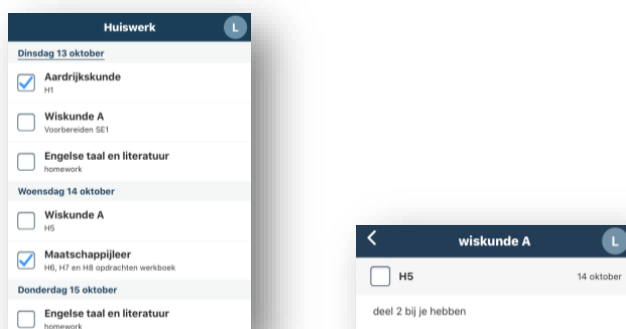 Huiswerk
L
Dinsdag 13 oktober
Aardrijkskunde
H1
Wiskunde A
Voorbereiden SE1
Engelse taal en literatuur
homework
Woensdag 14 oktober
Wiskunde A
H5
Maatschappijleer
H6, H7 en H8 opdrachten werkboek
Donderdag 15 oktober
Engelse taal en literatuur
homework
wiskunde A
L
H5
14 oktober
deel 2 bij je hebben